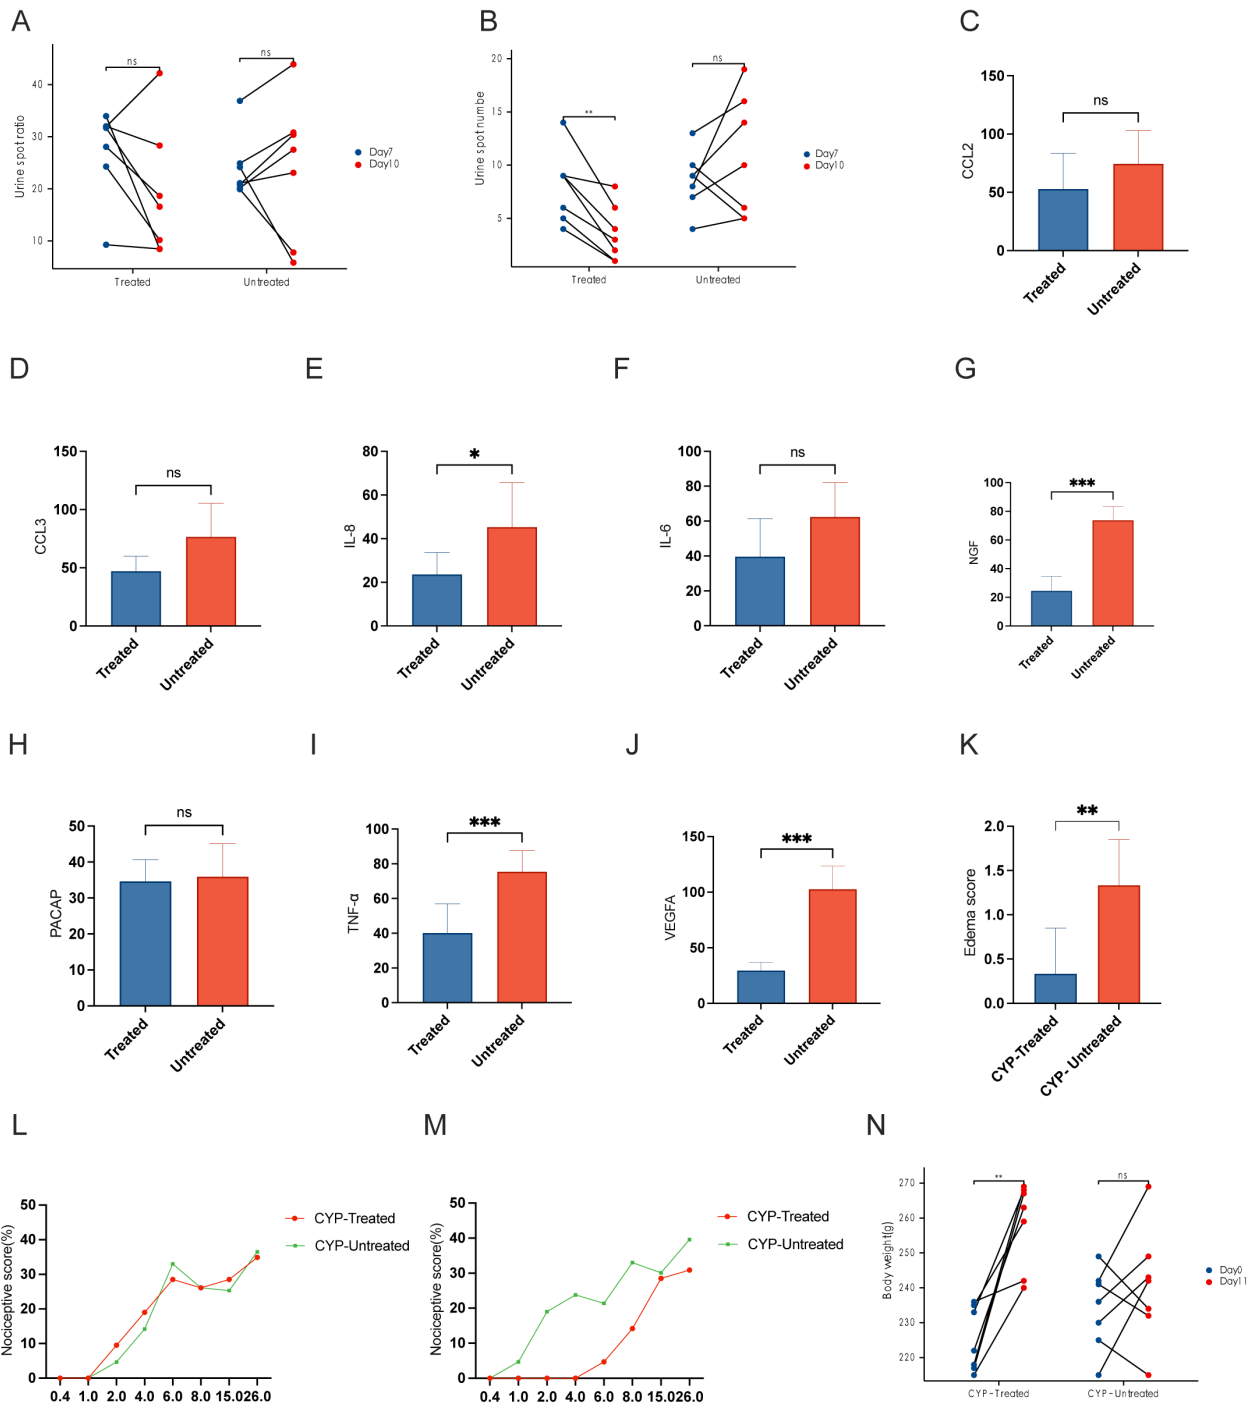 A
B
C
Urine spot ratio
40
30
20
10
ns
ns
Treated
Untreated
Day7
Day10
Urine spot numbe
20
15
10
5
**
ns
Treated
Untreated
Day7
Day10
CCL2
150
100
50
0
ns
Treated
Untreated
D
E
F
G
CCL3
150
100
50
0
ns
Treated
Untreated
IL-8
80
60
40
20
0
*
Treated
Untreated
IL-6
100
80
60
40
20
0
ns
Treated
Untreated
NGF
100
80
60
40
20
0
***
Treated
Untreated
H
I
J
K
PACAP
50
40
30
20
10
0
ns
Treated
Untreated
TNF-α
100
80
60
40
20
0
***
Treated
Untreated
VEGFA
150
100
50
0
***
Treated
Untreated
Edema score
2.0
1.5
1.0
0.5
0.0
**
CYP-Treated
CYP- Untreated
L
M
N
Nociceptive score(%)
50
40
30
20
10
0
0.4 1.0 2.0 4.0 6.0 8.0 15.0 26.0
CYP-Treated
CYP-Untreated
Nociceptive score(%)
50
40
30
20
10
0
0.4 1.0 2.0 4.0 6.0 8.0 15.0 26.0
CYP-Treated
CYP-Untreated
Body weight(g)
270
260
250
240
230
220
**
ns
CYP-Treated
CYP-Untreated
Day0
Day11